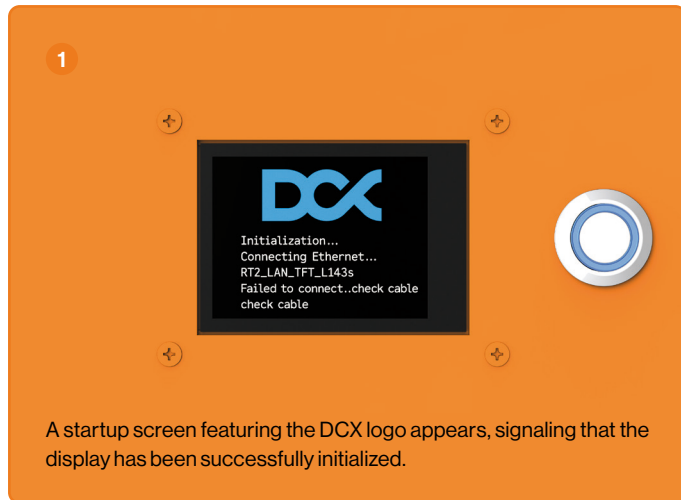 1
DCX
Initialization...
Connecting Ethernet...
RT2_LAN_TFT_L143s
Failed to connect..check cable
check cable
A startup screen featuring the DCX logo appears, signaling that the
display has been successfully initialized.